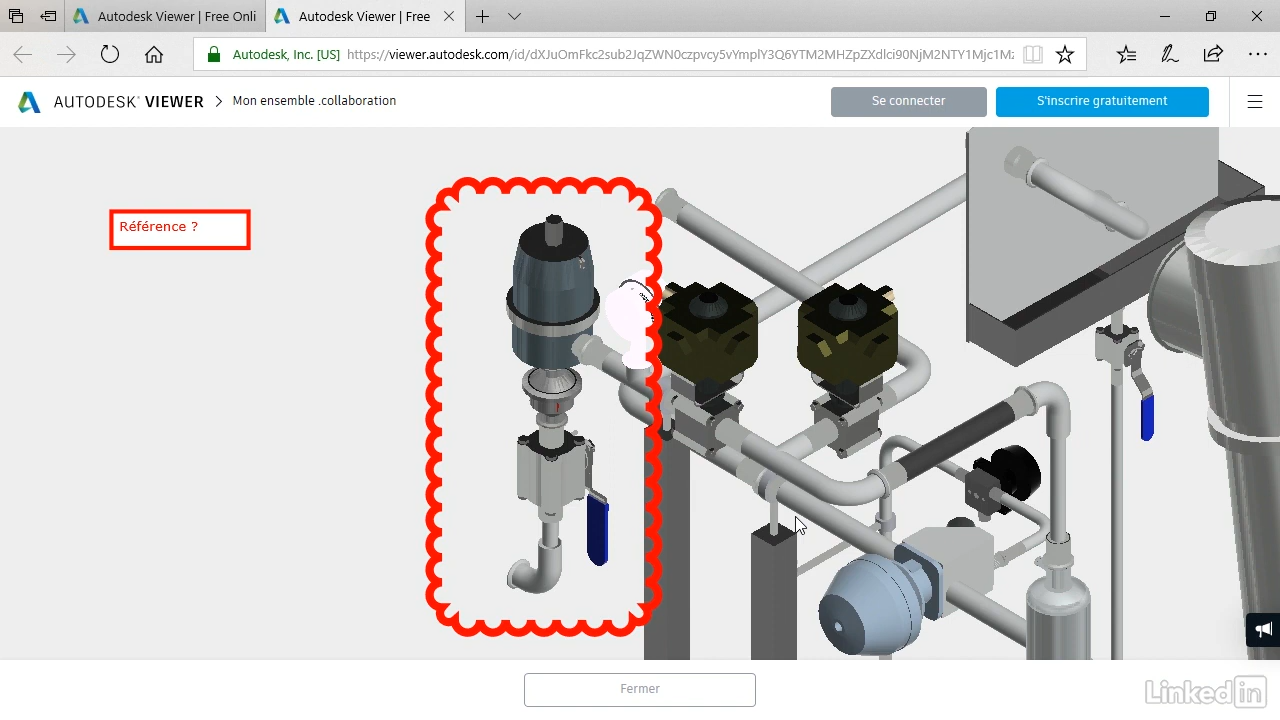 Autodesk Viewer | Free Onli
Autodesk Viewer | Free
Autodesk, Inc. [US] https://viewer.autodesk.com/id/
AUTODESK VIEWER > Mon ensemble .collaboration
Se connecter
S'inscrire gratuitement
Référence ?
Fermer
Linked in